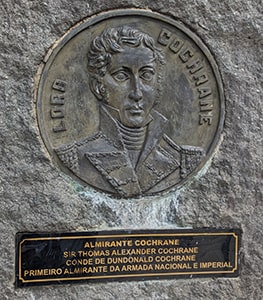 LORD COCHRANE
ALMIRANTE COCHRANE
SIR THOMAS ALEXANDER COCHRANE
CONDE DE DUNDONALD COCHRANE
PRIMEIRO ALMIRANTE DA ARMADA NACIONAL E IMPERIAL